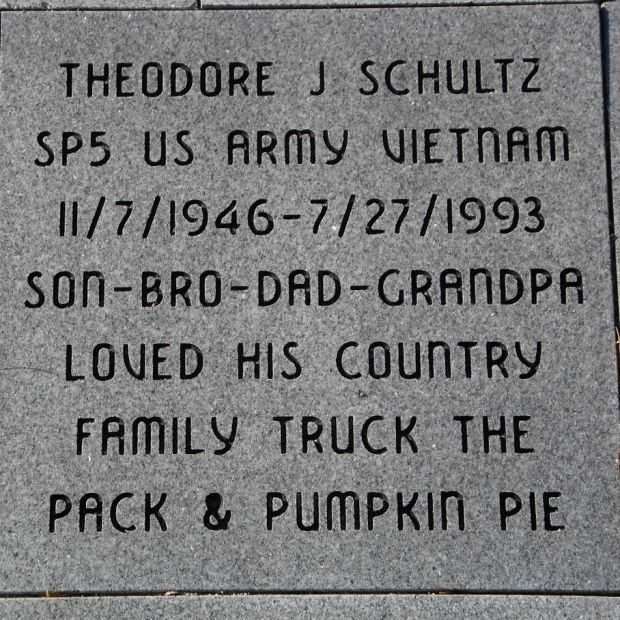 THEODORE J SCHULTZ
SP5 US ARMY VIETNAM
11/7/1946-7/27/1993
SON-BRO-DAD-GRANDPA
LOVED HIS COUNTRY
FAMILY TRUCK THE
PACK & PUMPKIN PIE